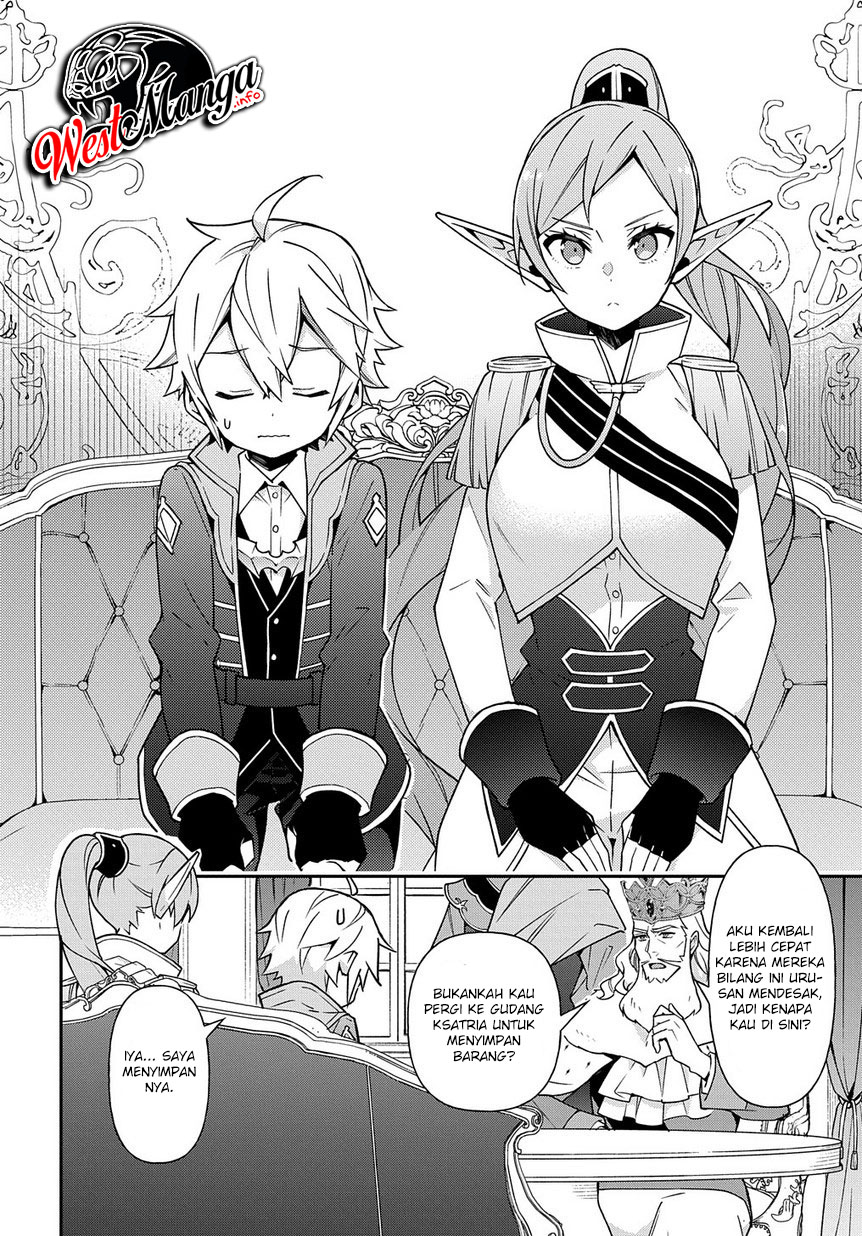 WestManga
.info
AKU KEMBALI
LEBIH CEPAT
KARENA MEREKA
BILANG INI URU-
SAN MENDESAK,
JADI KENAPA
KAU DI SINI?
BUKANKAH KAU
PERGI KE GUDANG
KSATRIA UNTUK
MENYIMPAN
BARANG?
IYA... SAYA
MENYIMPAN
NYA.